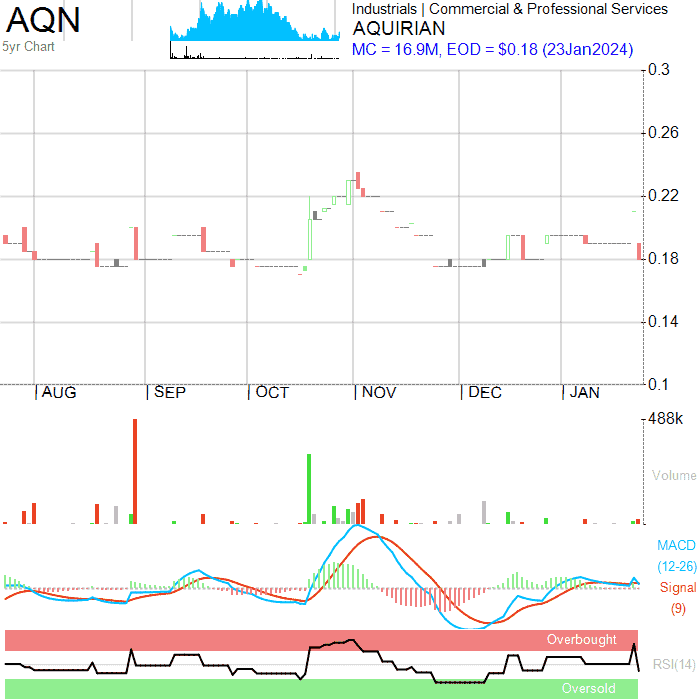 AQN
5yr Chart
Industrials | Commercial & Professional Services
AQUIRIAN
MC = 16.9M, EOD = $0.18 (23Jan2024)
0.3
0.26
0.22
0.18
0.14
0.1
AUG
SEP
OCT
NOV
DEC
JAN
488k
Volume
MACD
(12-26)
Signal
(9)
Overbought
RSI(14)
Oversold